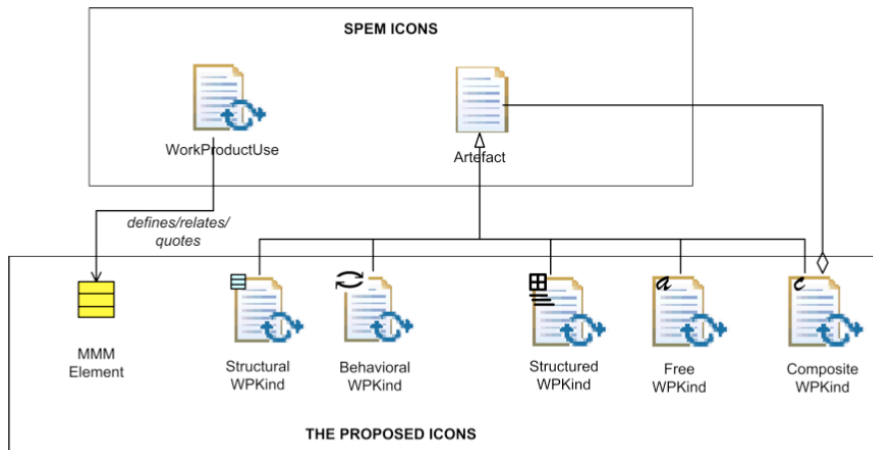 SPEM ICONS
WorkProductUse
Artefact
defines/relates/
quotes
MMM
Element
Structural
WPKind
Behavioral
WPKind
Structured
WPKind
a
Free
WPKind
c
Composite
WPKind
THE PROPOSED ICONS